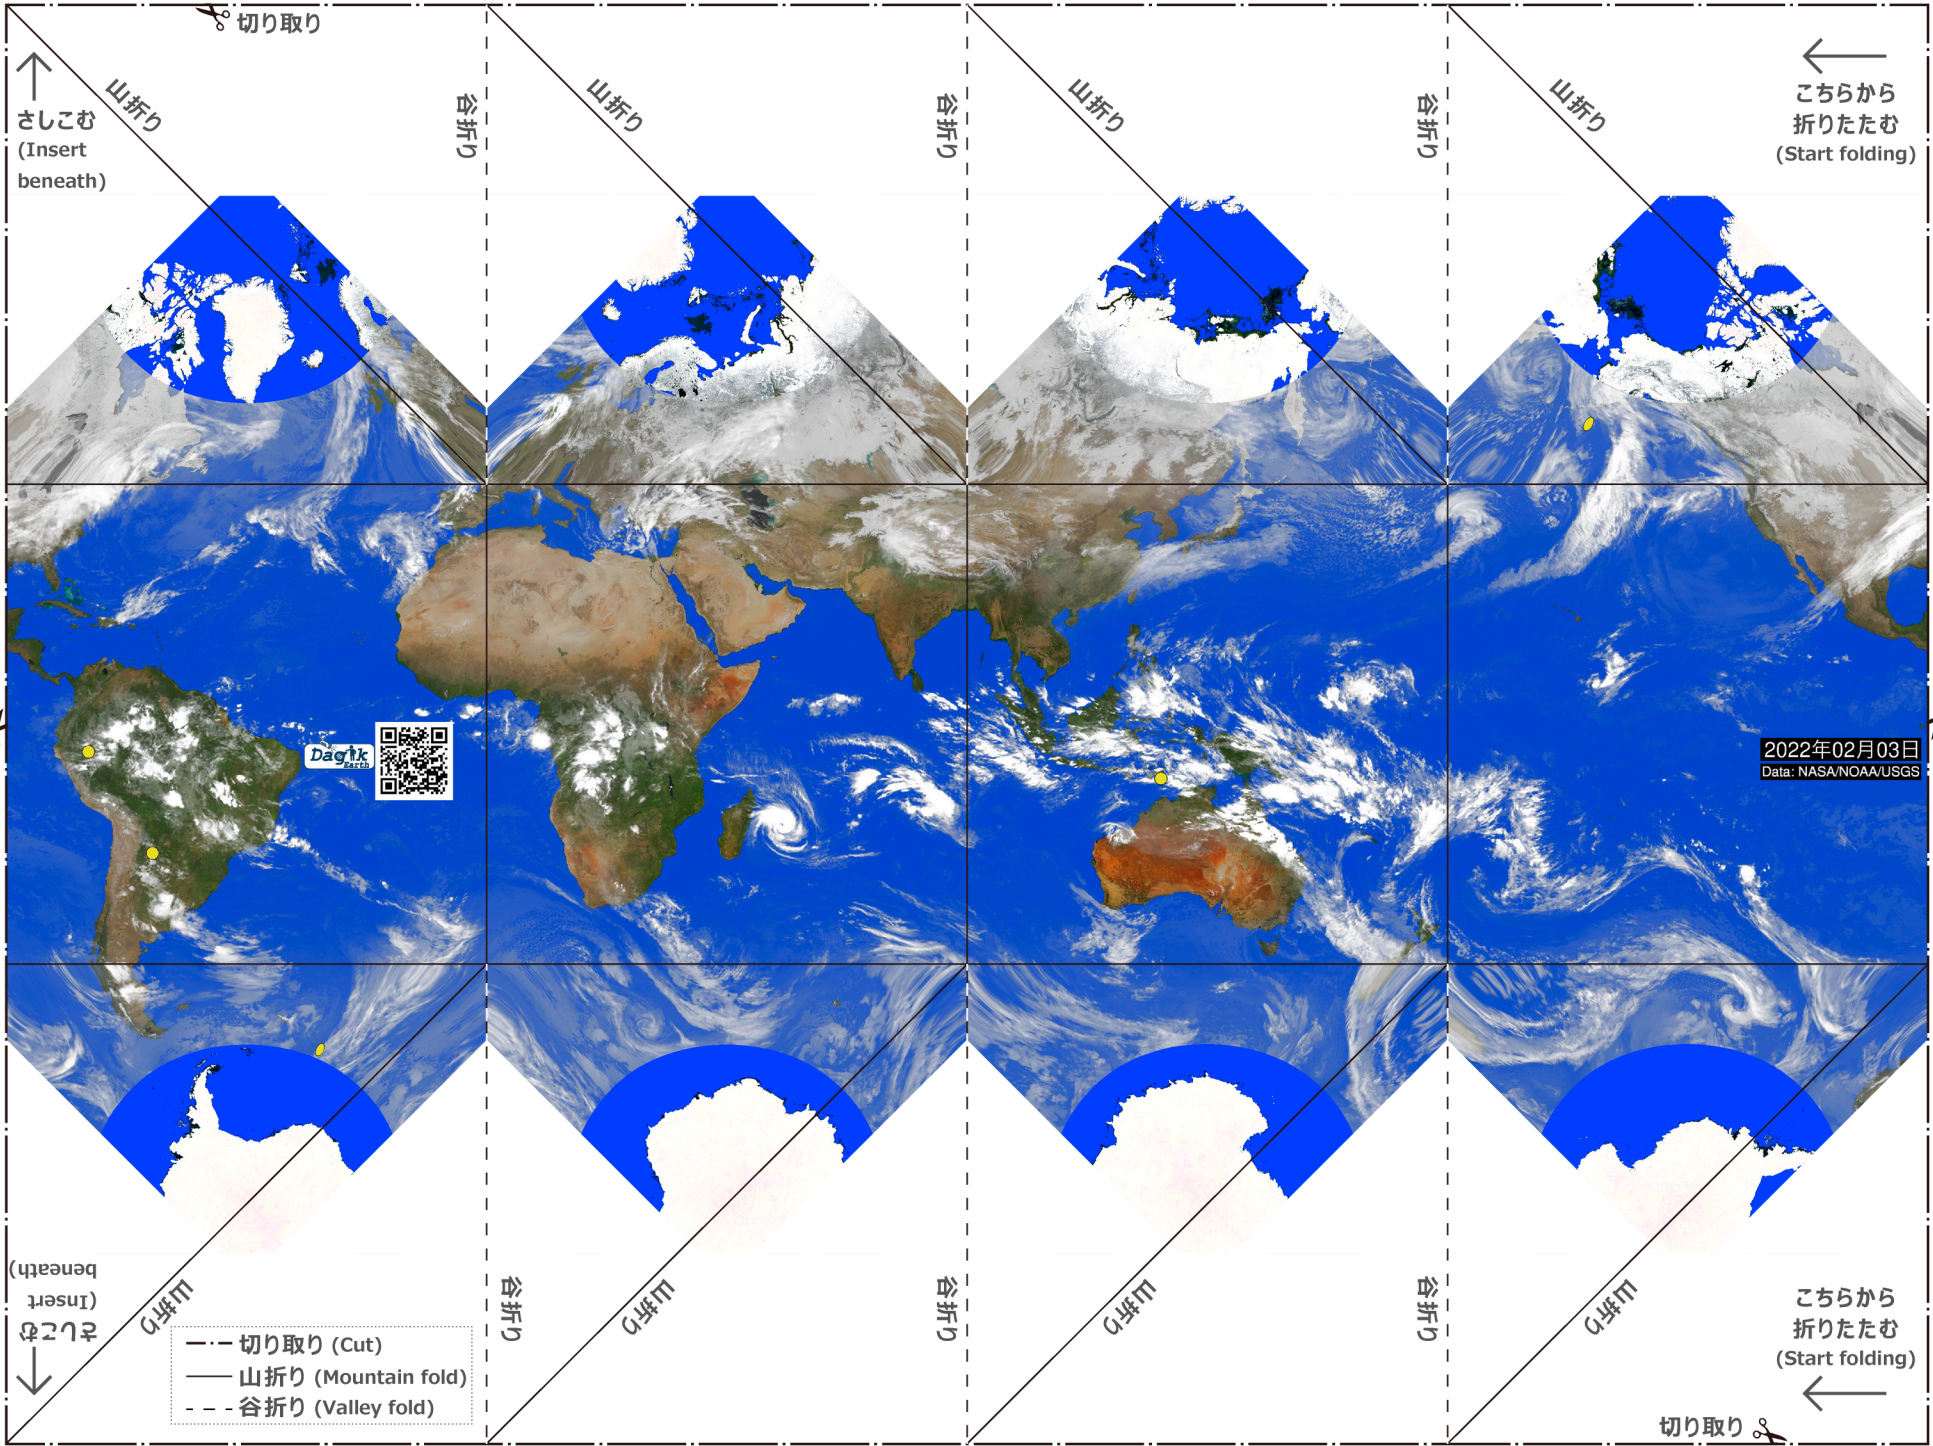 切り取り
山折り
谷折り
山折り
谷折り
山折り
谷折り
山折り
さしこむ
(Insert
beneath)
こちらから
折りたたむ
(Start folding)
Dagik
Earth
2022年02月03日
Data: NASA/NOAA/USGS
さしこむ
(Insert
beneath)
山折り
谷折り
山折り
谷折り
山折り
谷折り
山折り
こちらから
折りたたむ
(Start folding)
切り取り (Cut)
山折り (Mountain fold)
谷折り (Valley fold)
切り取り